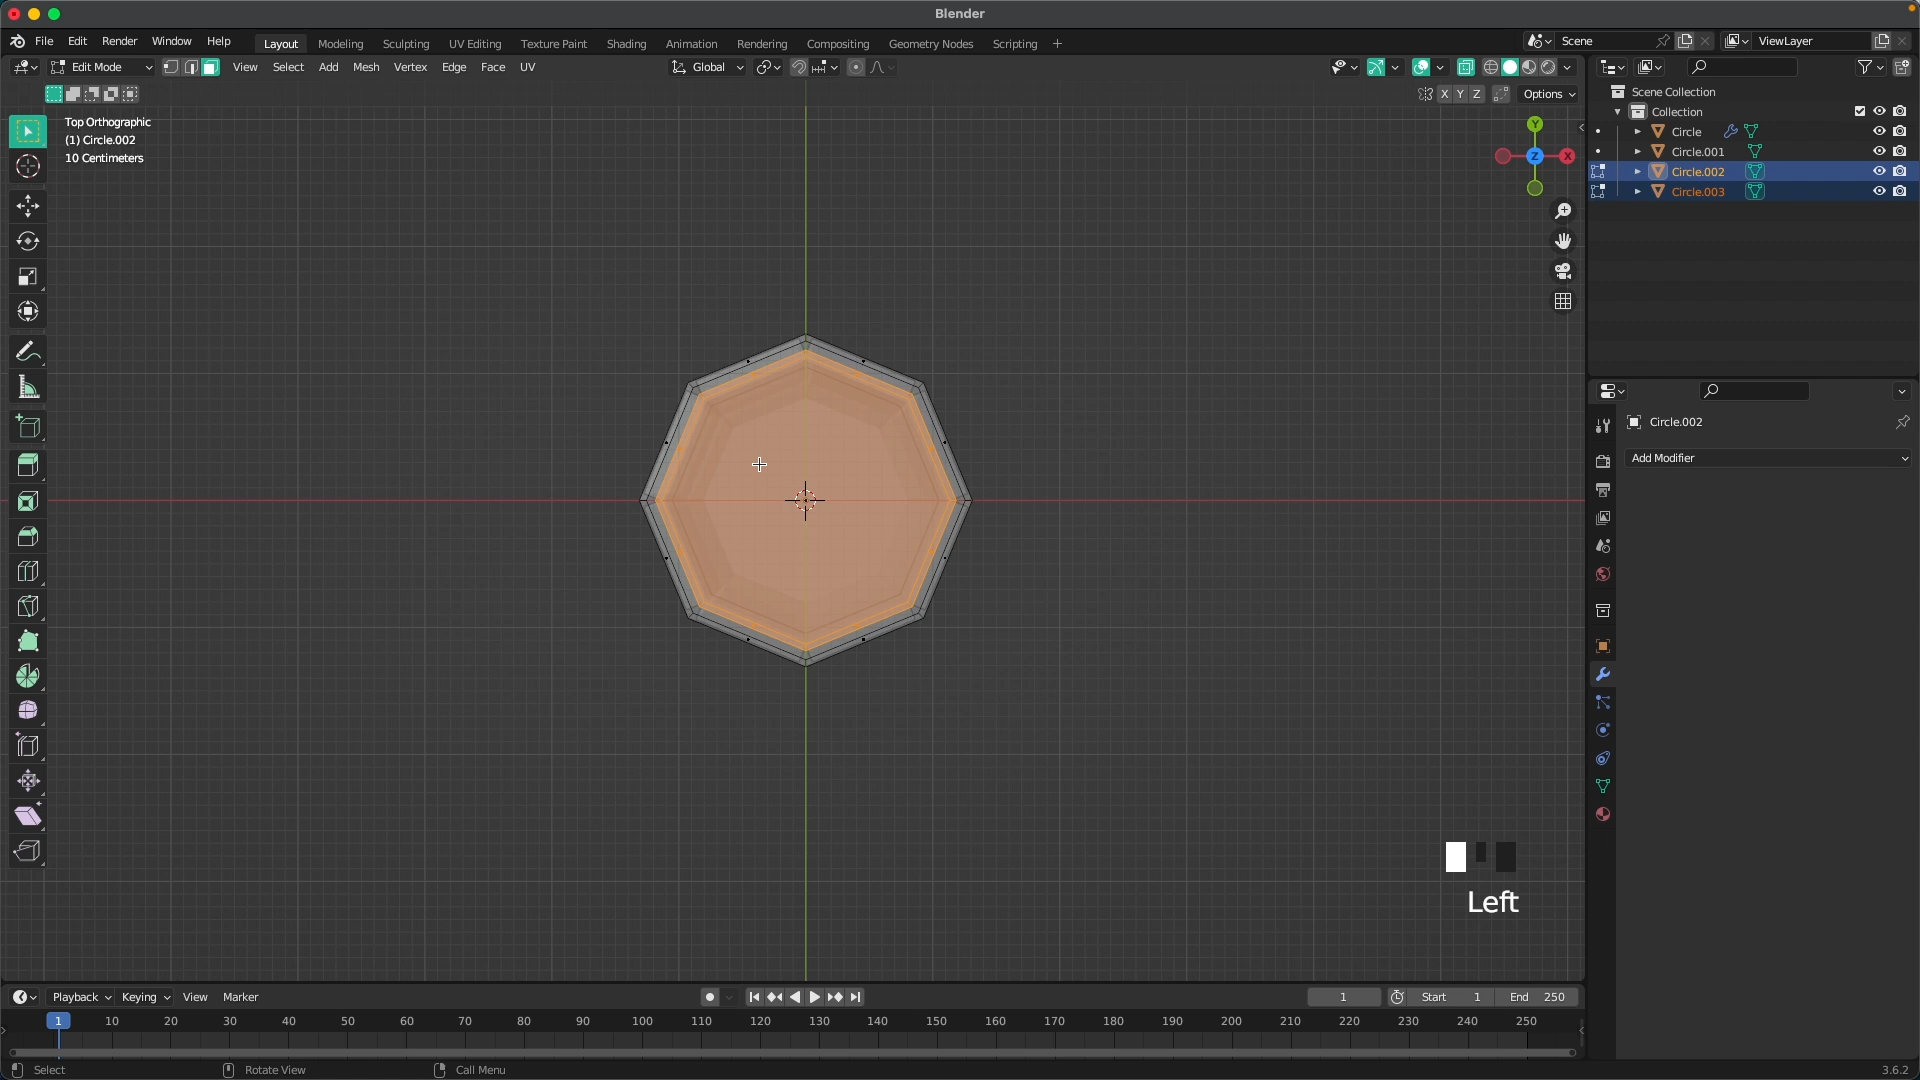 Blender
File Edit Render Window Help Layout Modeling Sculpting UV Editing Texture Paint Shading Animation Rendering Compositing Geometry Nodes Scripting + Scene ViewLayer
Edit Mode View Select Add Mesh Vertex Edge Face UV Global
X Y Z Options
Top Orthographic
(1) Circle.002
10 Centimeters
Y
Z
X
Scene Collection
Collection
Circle
Circle.001
Circle.002
Circle.003
Circle.002
Add Modifier
Left
Playback Keying View Marker 1 Start 1 End 250
1 10 20 30 40 50 60 70 80 90 100 110 120 130 140 150 160 170 180 190 200 210 220 230 240 250
Select Rotate View Call Menu 3.6.2